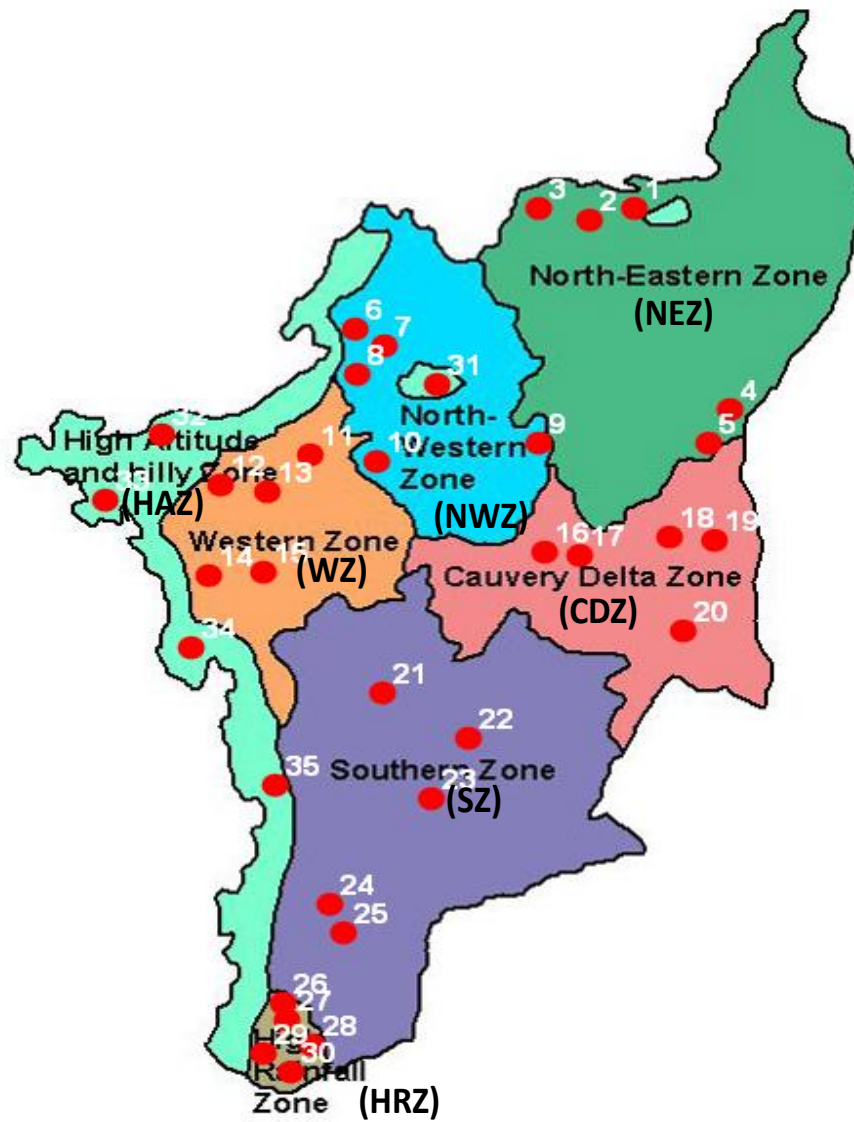 3
2
1
North-Eastern Zone
(NEZ)
6
7
8
31
4
5
9
North-
Western
Zone
(NWZ)
10
32
High Altitude
and hilly Zone
(HAZ)
33
11
12
13
Western Zone
(WZ)
14
15
16
17
18
19
Cauvery Delta Zone
(CDZ)
20
34
21
22
Southern Zone
23
(SZ)
35
24
25
26
27
28
29
30
High
Rainfall
Zone
(HRZ)